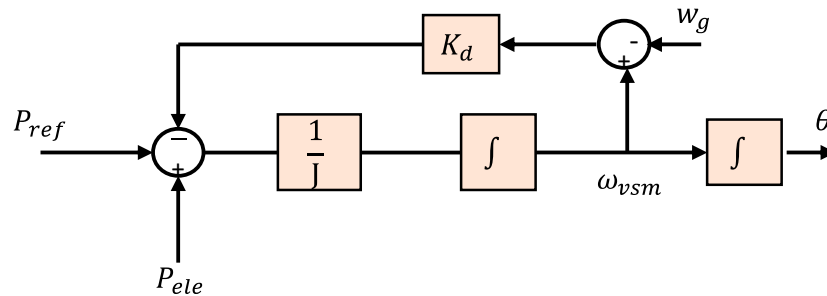 w_g
-
K_d
+
P_ref
−
1/J
∫
∫
θ
+
ω_vsm
P_ele